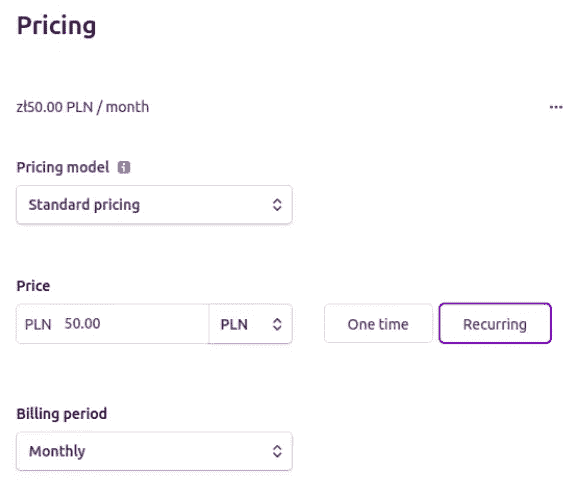 Pricing
zł50.00 PLN / month
Pricing model
Standard pricing
Price
PLN 50.00 PLN One time Recurring
Billing period
Monthly